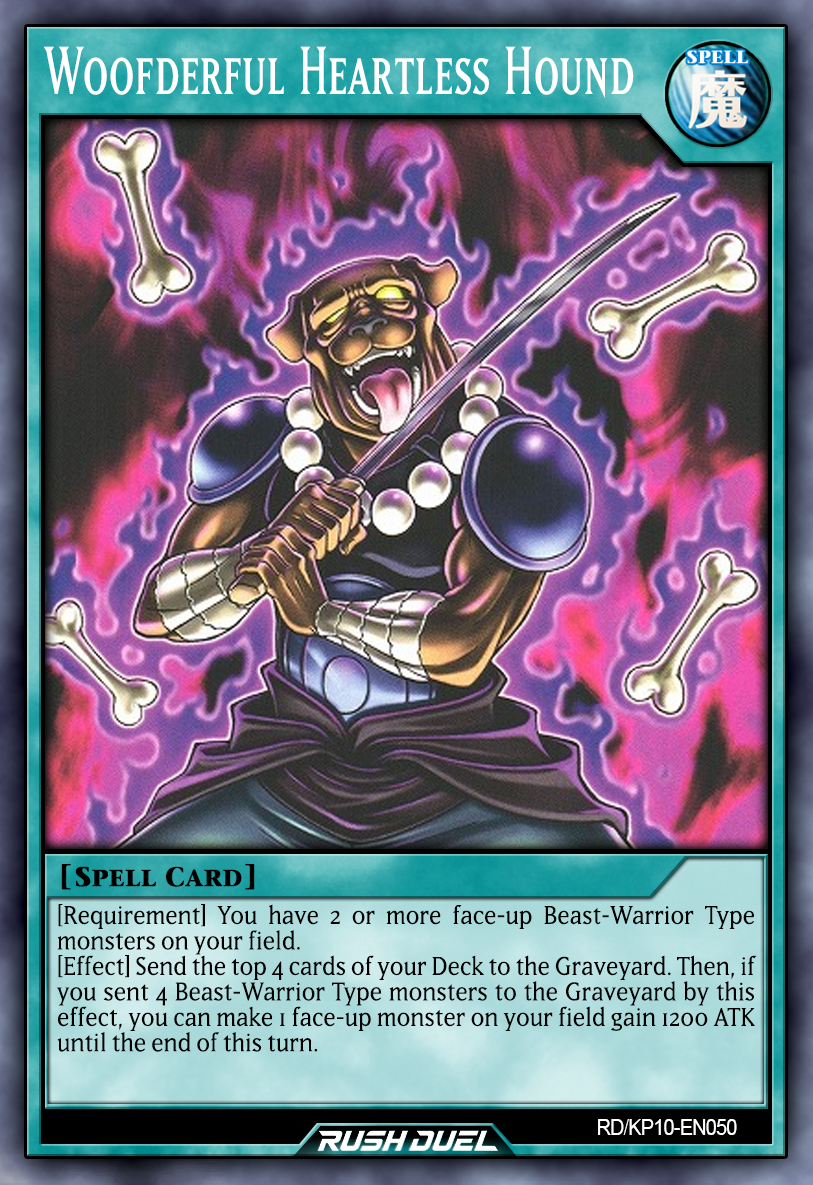 Woofderful Heartless Hound
SPELL
魔
[Spell Card]
[Requirement] You have 2 or more face-up Beast-Warrior Type
monsters on your field.
[Effect] Send the top 4 cards of your Deck to the Graveyard. Then, if
you sent 4 Beast-Warrior Type monsters to the Graveyard by this
effect, you can make 1 face-up monster on your field gain 1200 ATK
until the end of this turn.
RD/KP10-EN050
RUSH DUEL